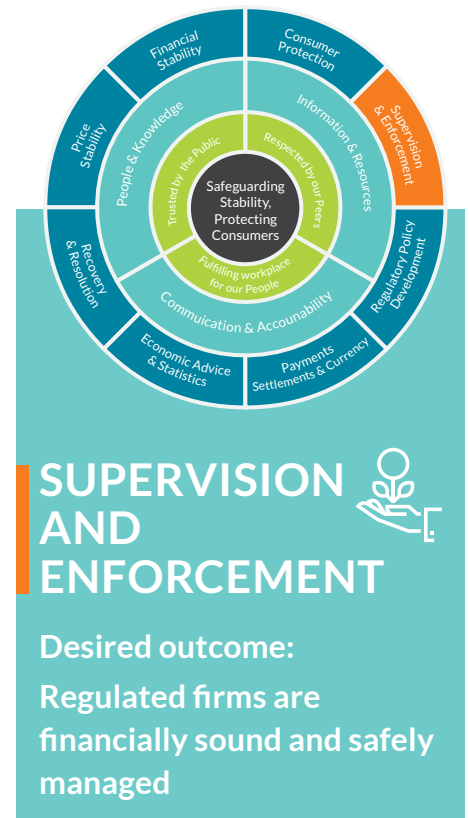 Financial
Stability
Consumer
Protection
Supervision
& Enforcement
Regulatory Policy
Development
Payments
Settlements & Currency
Economic Advice
& Statistics
Recovery
& Resolution
Price
Stability
People & Knowledge
Information & Resources
Commuication & Accounability
Trusted by the Public
Respected by our Peers
Fulfilling workplace
for our People
Safeguarding
Stability,
Protecting
Consumers
SUPERVISION
AND
ENFORCEMENT
Desired outcome:
Regulated firms are
financially sound and safely
managed